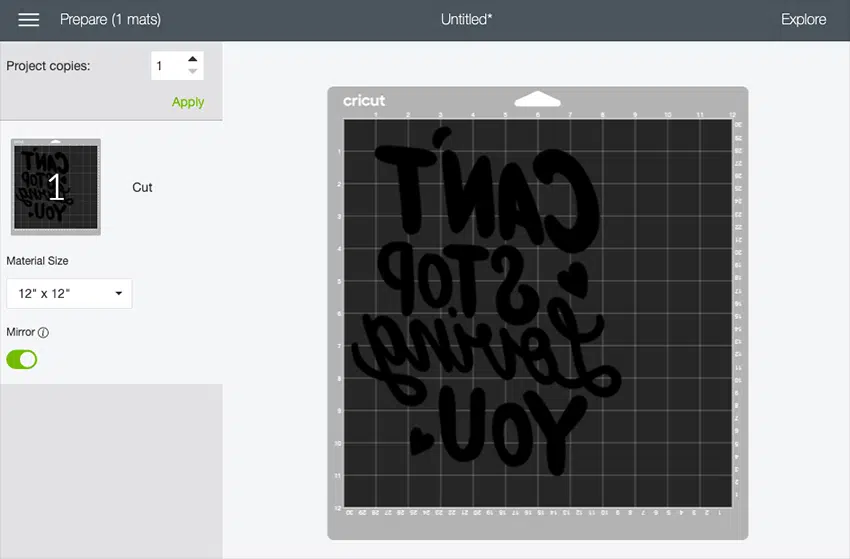 Prepare (1 mats)
Untitled*
Explore
Project copies:
1
Apply
1
Cut
Material Size
12" x 12"
Mirror
cricut
1 2 3 4 5 6 7 8 9 10 11 12
1
2
3
4
5
6
7
8
9
10
11
12
CAN'T
STOP
Loving
YOU